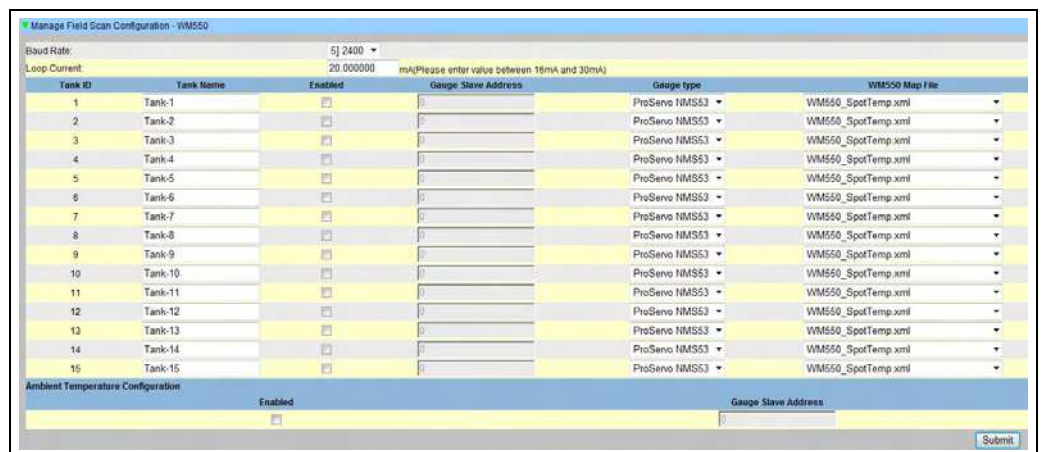 Manage Field Scan Configuration - WM550
Baud Rate: 5] 2400
Loop Current: 20.000000 mA(Please enter value between 16mA and 30mA)
Tank ID Tank Name Enabled Gauge Slave Address Gauge type WM550 Map File
1 Tank-1 0 ProServo NMS53 WM550_SpotTemp.xml
2 Tank-2 0 ProServo NMS53 WM550_SpotTemp.xml
3 Tank-3 0 ProServo NMS53 WM550_SpotTemp.xml
4 Tank-4 0 ProServo NMS53 WM550_SpotTemp.xml
5 Tank-5 0 ProServo NMS53 WM550_SpotTemp.xml
6 Tank-6 0 ProServo NMS53 WM550_SpotTemp.xml
7 Tank-7 0 ProServo NMS53 WM550_SpotTemp.xml
8 Tank-8 0 ProServo NMS53 WM550_SpotTemp.xml
9 Tank-9 0 ProServo NMS53 WM550_SpotTemp.xml
10 Tank-10 0 ProServo NMS53 WM550_SpotTemp.xml
11 Tank-11 0 ProServo NMS53 WM550_SpotTemp.xml
12 Tank-12 0 ProServo NMS53 WM550_SpotTemp.xml
13 Tank-13 0 ProServo NMS53 WM550_SpotTemp.xml
14 Tank-14 0 ProServo NMS53 WM550_SpotTemp.xml
15 Tank-15 0 ProServo NMS53 WM550_SpotTemp.xml
Ambient Temperature Configuration
Enabled Gauge Slave Address
0
Submit